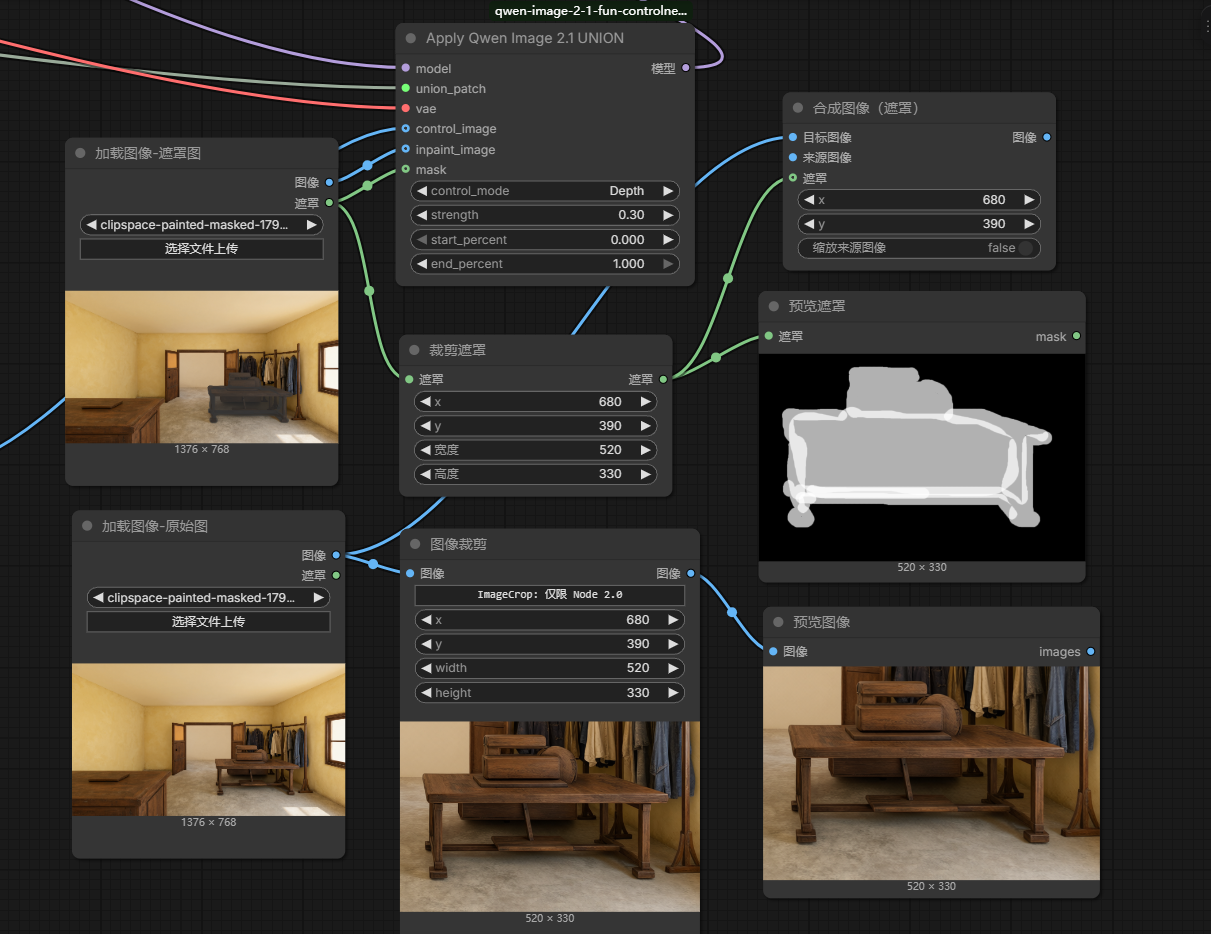 qwen-image-2-1-fun-controlne...
Apply Qwen Image 2.1 UNION
model
模型
union_patch
vae
control_image
inpaint_image
mask
control_mode Depth
strength 0.30
start_percent 0.000
end_percent 1.000
合成图像（遮罩）
目标图像
图像
来源图像
遮罩
x 680
y 390
缩放来源图像 false
加载图像-遮罩图
图像
遮罩
clipspace-painted-masked-179...
选择文件上传
1376 × 768
裁剪遮罩
遮罩
遮罩
x 680
y 390
宽度 520
高度 330
预览遮罩
遮罩
mask
520 × 330
加载图像-原始图
图像
遮罩
clipspace-painted-masked-179...
选择文件上传
1376 × 768
图像裁剪
图像
图像
ImageCrop: 仅限 Node 2.0
x 680
y 390
width 520
height 330
520 × 330
预览图像
图像
images
520 × 330